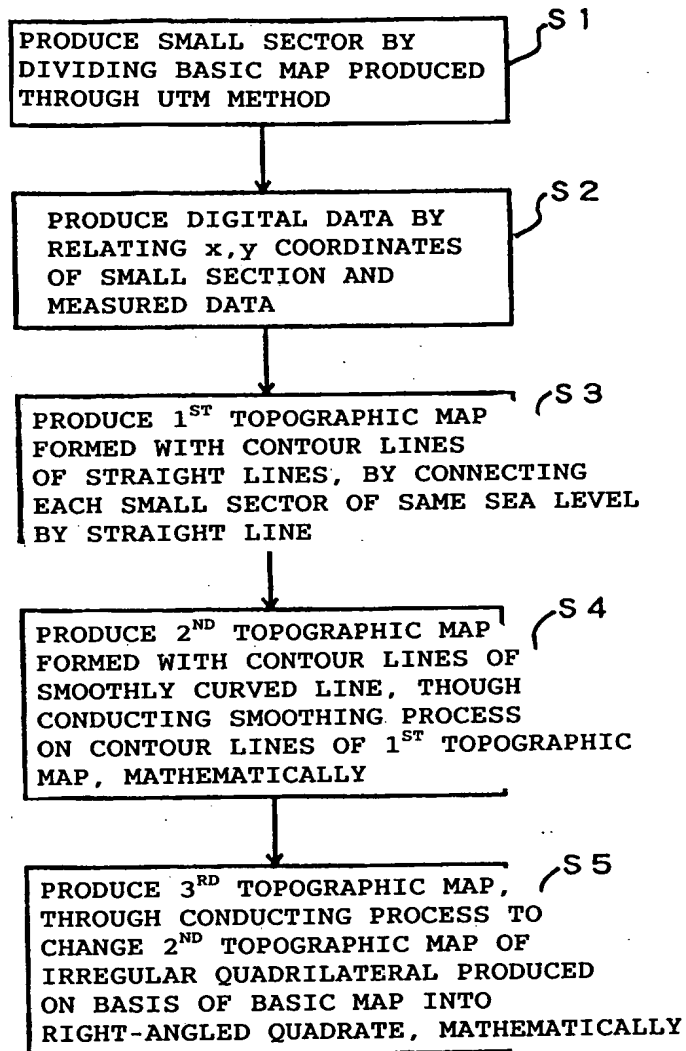 S1
PRODUCE SMALL SECTOR BY
DIVIDING BASIC MAP PRODUCED
THROUGH UTM METHOD
S2
PRODUCE DIGITAL DATA BY
RELATING x,y COORDINATES
OF SMALL SECTION AND
MEASURED DATA
S3
PRODUCE 1ST TOPOGRAPHIC MAP
FORMED WITH CONTOUR LINES
OF STRAIGHT LINES, BY CONNECTING
EACH SMALL SECTOR OF SAME SEA LEVEL
BY STRAIGHT LINE
S4
PRODUCE 2ND TOPOGRAPHIC MAP
FORMED WITH CONTOUR LINES OF
SMOOTHLY CURVED LINE, THOUGH
CONDUCTING SMOOTHING PROCESS
ON CONTOUR LINES OF 1ST TOPOGRAPHIC
MAP, MATHEMATICALLY
S5
PRODUCE 3RD TOPOGRAPHIC MAP,
THROUGH CONDUCTING PROCESS TO
CHANGE 2ND TOPOGRAPHIC MAP OF
IRREGULAR QUADRILATERAL PRODUCED
ON BASIS OF BASIC MAP INTO
RIGHT-ANGLED QUADRATE, MATHEMATICALLY